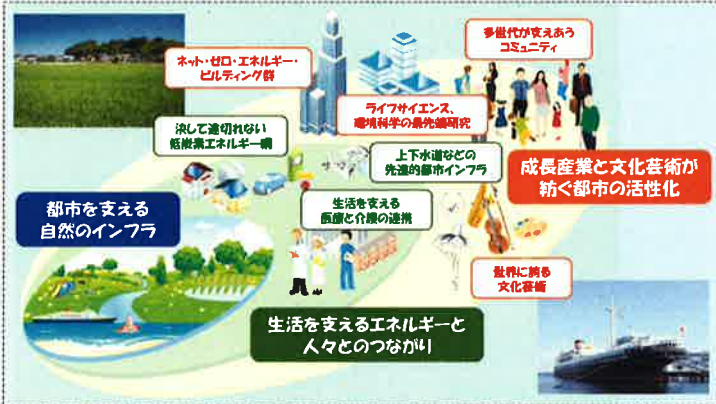 多世代が支えあう
コミュニティ
ネット・ゼロ・エネルギー・
ビルディング群
ライフサイエンス、
環境科学の最先端研究
決して途切れない
低炭素エネルギー網
上下水道などの
先進的都市インフラ
成長産業と文化芸術が
紡ぐ都市の活性化
生活を支える
医療と介護の連携
都市を支える
自然のインフラ
世界に誇る
文化芸術
生活を支えるエネルギーと
人々とのつながり